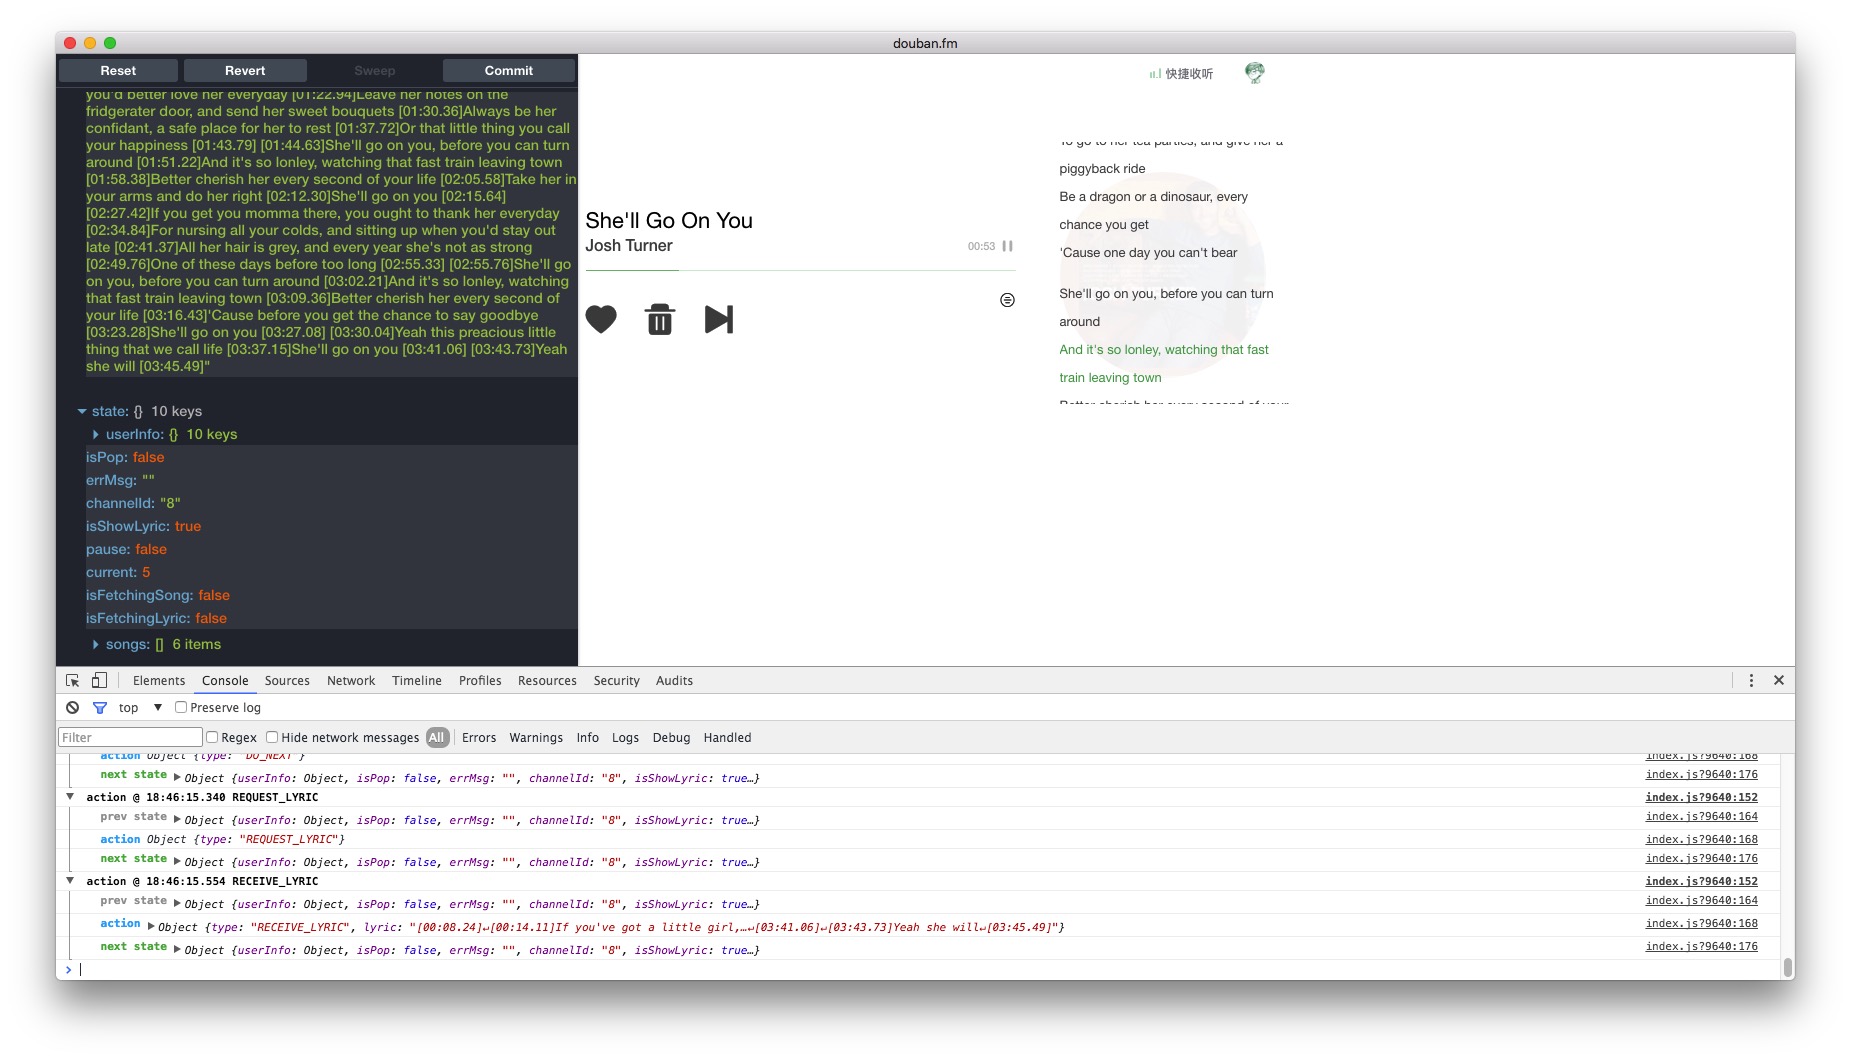 douban.fm
Reset Revert Sweep Commit
you'd better love her everyday [01:22.94]Leave her notes on the
fridgerater door, and send her sweet bouquets [01:30.36]Always be her
confidant, a safe place for her to rest [01:37.72]Or that little thing you call
your happiness [01:43.79] [01:44.63]She'll go on you, before you can turn
around [01:51.22]And it's so lonley, watching that fast train leaving town
[01:58.38]Better cherish her every second of your life [02:05.58]Take her in
your arms and do her right [02:12.30]She'll go on you [02:15.64]
[02:27.42]If you get you momma there, you ought to thank her everyday
[02:34.84]For nursing all your colds, and sitting up when you'd stay out
late [02:41.37]All her hair is grey, and every year she's not as strong
[02:49.76]One of these days before too long [02:55.33] [02:55.76]She'll go
on you, before you can turn around [03:02.21]And it's so lonley, watching
that fast train leaving town [03:09.36]Better cherish her every second of
your life [03:16.43]'Cause before you get the chance to say goodbye
[03:23.28]She'll go on you [03:27.08] [03:30.04]Yeah this preacious little
thing that we call life [03:37.15]She'll go on you [03:41.06] [03:43.73]Yeah
she will [03:45.49]"
state: {} 10 keys
userInfo: {} 10 keys
isPop: false
errMsg: ""
channelId: "8"
isShowLyric: true
pause: false
current: 5
isFetchingSong: false
isFetchingLyric: false
songs: [] 6 items
快捷收听
She'll Go On You
Josh Turner
00:53
To go to her tea parties, and give her a
piggyback ride
Be a dragon or a dinosaur, every
chance you get
'Cause one day you can't bear
She'll go on you, before you can turn
around
And it's so lonley, watching that fast
train leaving town
Better cherish her every second of your
Elements Console Sources Network Timeline Profiles Resources Security Audits
top Preserve log
Filter Regex Hide network messages All Errors Warnings Info Logs Debug Handled
action Object {type: "DO_NEXT"} index.js?9640:168
next state Object {userInfo: Object, isPop: false, errMsg: "", channelId: "8", isShowLyric: true…} index.js?9640:176
action @ 18:46:15.340 REQUEST_LYRIC index.js?9640:152
prev state Object {userInfo: Object, isPop: false, errMsg: "", channelId: "8", isShowLyric: true…} index.js?9640:164
action Object {type: "REQUEST_LYRIC"} index.js?9640:168
next state Object {userInfo: Object, isPop: false, errMsg: "", channelId: "8", isShowLyric: true…} index.js?9640:176
action @ 18:46:15.554 RECEIVE_LYRIC index.js?9640:152
prev state Object {userInfo: Object, isPop: false, errMsg: "", channelId: "8", isShowLyric: true…} index.js?9640:164
action Object {type: "RECEIVE_LYRIC", lyric: "[00:08.24]↵[00:14.11]If you've got a little girl,…↵[03:41.06]↵[03:43.73]Yeah she will↵[03:45.49]"} index.js?9640:168
next state Object {userInfo: Object, isPop: false, errMsg: "", channelId: "8", isShowLyric: true…} index.js?9640:176